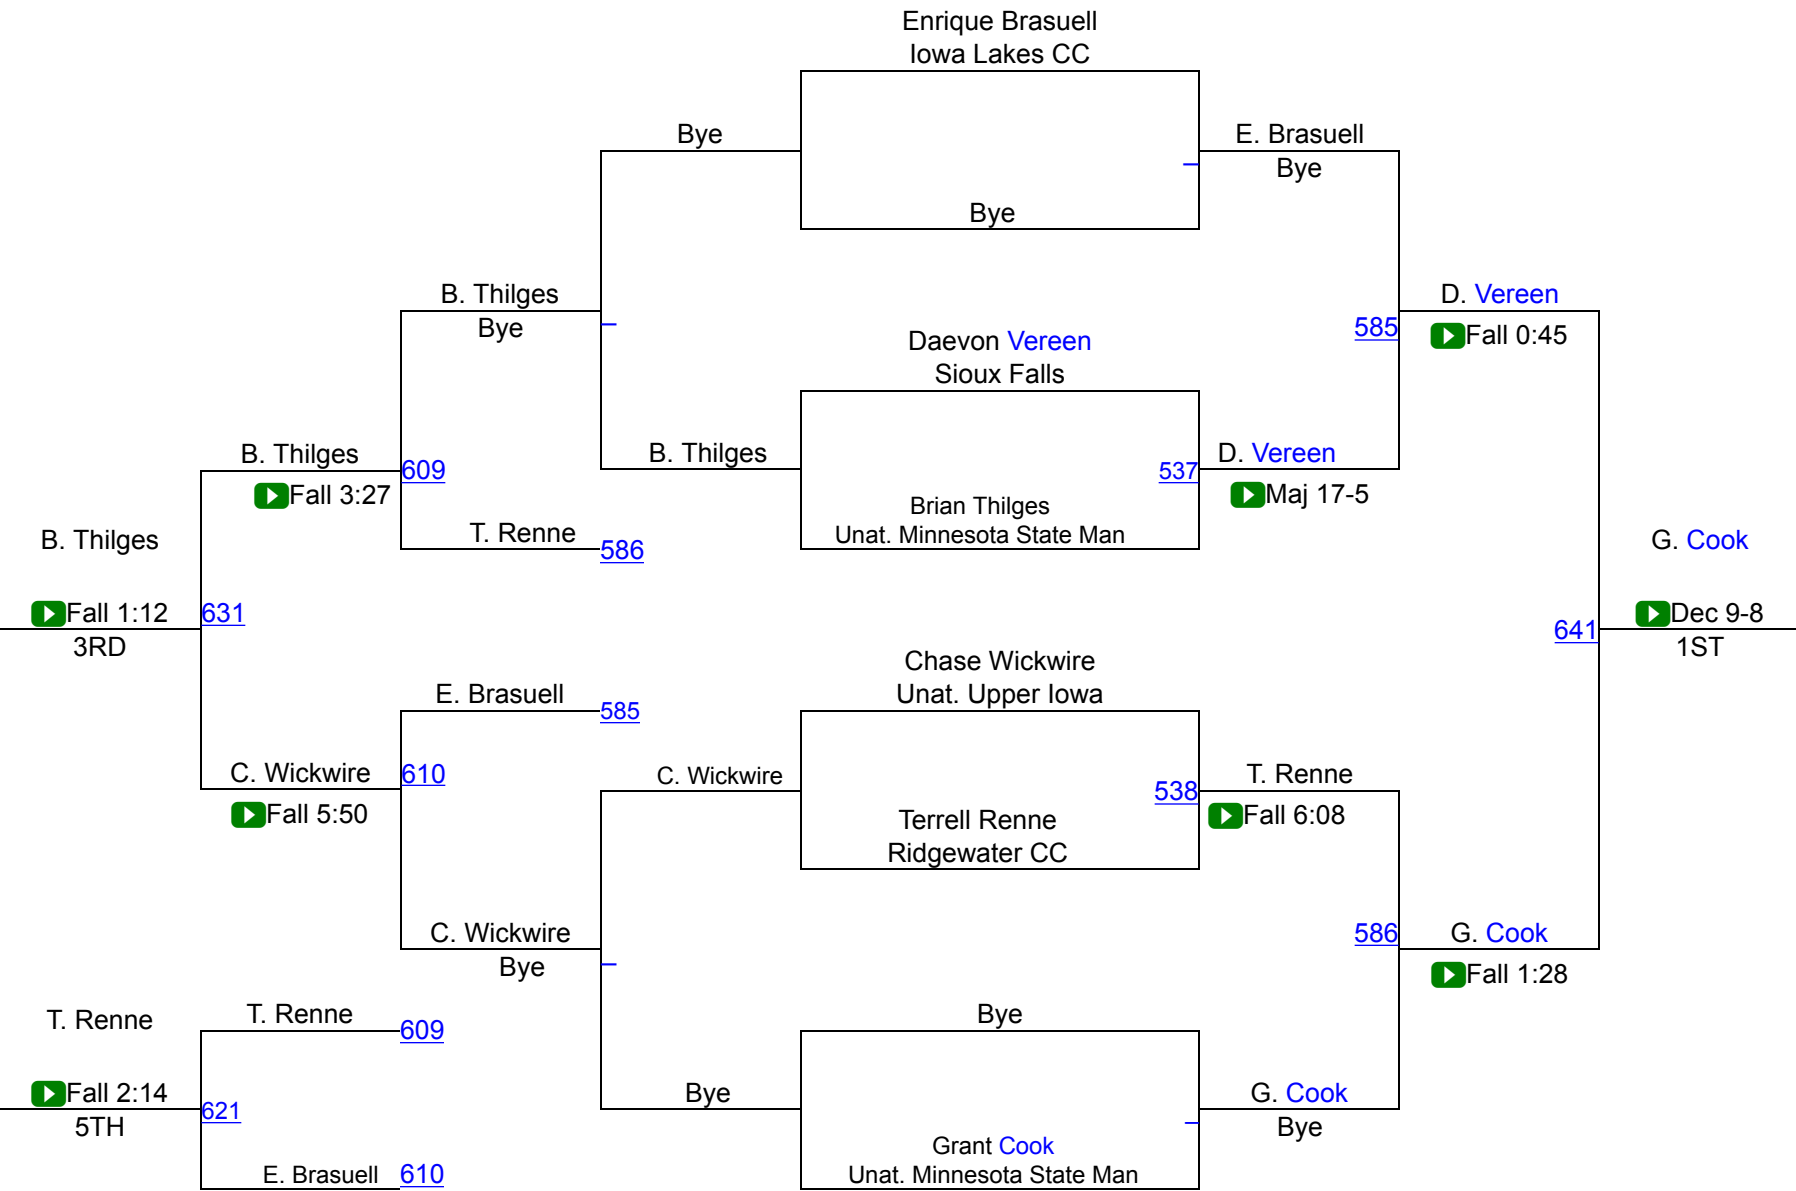 Enrique Brasuell
Iowa Lakes CC
Bye
E. Brasuell
Bye
Bye
B. Thilges
Bye
D. Vereen
585
Fall 0:45
Daevon Vereen
Sioux Falls
B. Thilges
609
Fall 3:27
B. Thilges
537
D. Vereen
Maj 17-5
Brian Thilges
Unat. Minnesota State Man
T. Renne
586
B. Thilges
Fall 1:12
3RD
631
G. Cook
641
Dec 9-8
1ST
Chase Wickwire
Unat. Upper Iowa
E. Brasuell
585
C. Wickwire
610
Fall 5:50
C. Wickwire
538
T. Renne
Fall 6:08
Terrell Renne
Ridgewater CC
C. Wickwire
Bye
586
G. Cook
Fall 1:28
T. Renne
T. Renne
609
Bye
Fall 2:14
5TH
621
Bye
G. Cook
Bye
E. Brasuell
610
Grant Cook
Unat. Minnesota State Man